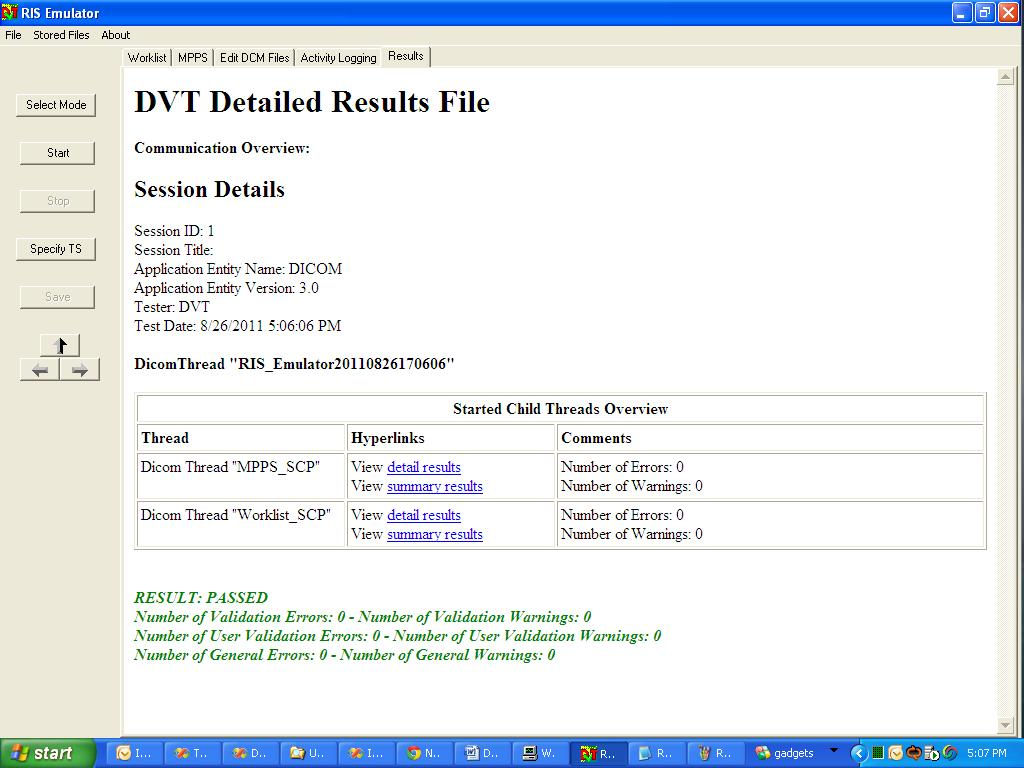 RIS Emulator
File Stored Files About
Worklist MPPS Edit DCM Files Activity Logging Results
Select Mode
Start
Stop
Specify TS
Save
DVT Detailed Results File
Communication Overview:
Session Details
Session ID: 1
Session Title:
Application Entity Name: DICOM
Application Entity Version: 3.0
Tester: DVT
Test Date: 8/26/2011 5:06:06 PM
DicomThread "RIS_Emulator20110826170606"
Started Child Threads Overview
Thread Hyperlinks Comments
Dicom Thread "MPPS_SCP" View detail results Number of Errors: 0
View summary results Number of Warnings: 0
Dicom Thread "Worklist_SCP" View detail results Number of Errors: 0
View summary results Number of Warnings: 0
RESULT: PASSED
Number of Validation Errors: 0 - Number of Validation Warnings: 0
Number of User Validation Errors: 0 - Number of User Validation Warnings: 0
Number of General Errors: 0 - Number of General Warnings: 0
start I... T... D... U... I... N... D... W... R... R... R... gadgets 5:07 PM